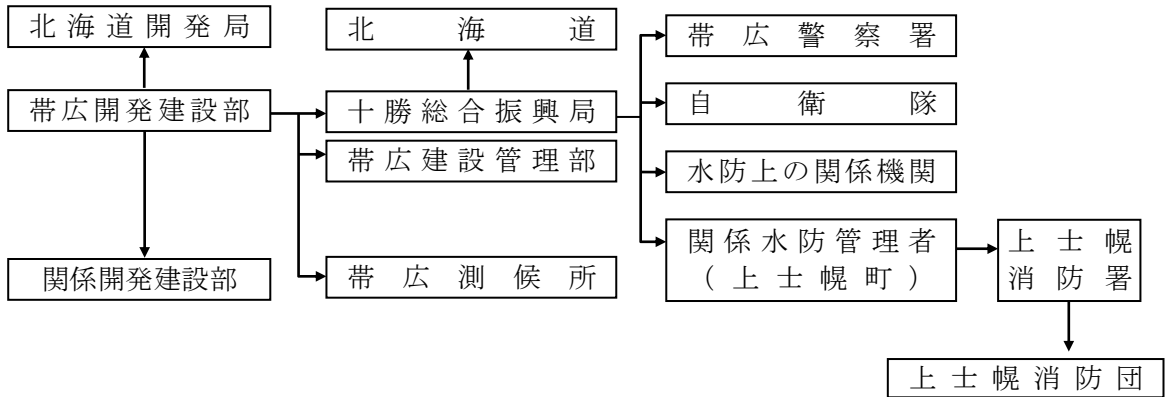 北海道開発局
北海道
帯広警察署
帯広開発建設部
十勝総合振興局
自衛隊
帯広建設管理部
水防上の関係機関
関係開発建設部
帯広測候所
関係水防管理者
(上士幌町)
上士幌
消防署
上士幌消防団